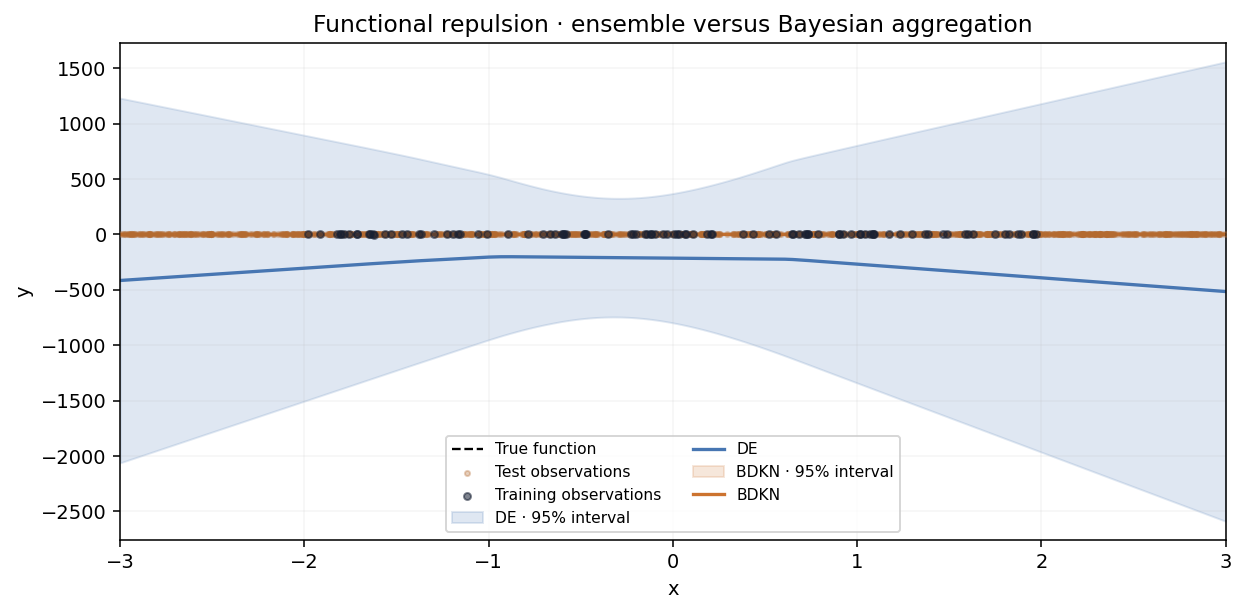 Functional repulsion · ensemble versus Bayesian aggregation
1500
1000
500
0
−500
−1000
−1500
−2000
−2500
y
True function
Test observations
Training observations
DE · 95% interval
DE
BDKN · 95% interval
BDKN
−3
−2
−1
0
1
2
3
x